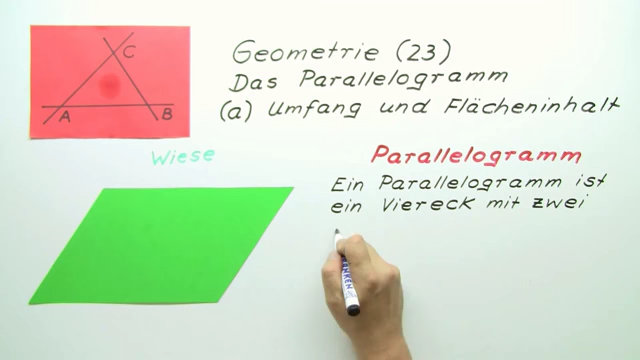 C
A
B
Geometrie (23)
Das Parallelogramm
(a) Umfang und Flächeninhalt
Wiese
Parallelogramm
Ein Parallelogramm ist
ein Viereck mit zwei